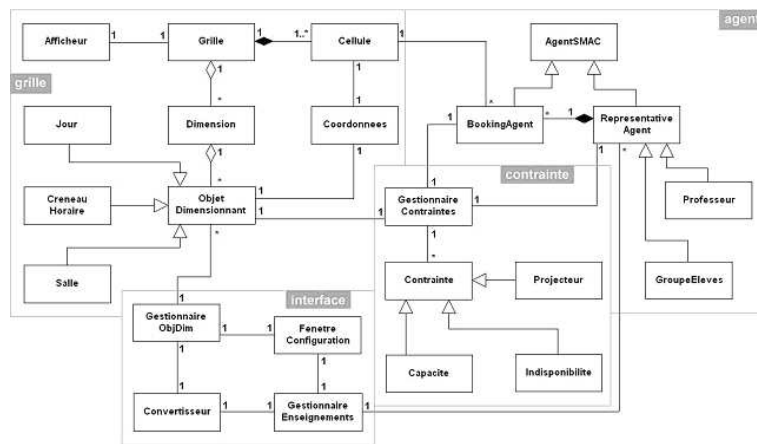 agent
Afficheur
1
1
Grille
1
1..*
Cellule
1
AgentSMAC
grille
1
1
*
1
*
Jour
Dimension
Coordonnees
BookingAgent
*
1
Representative
Agent
1
1
1
1
*
*
contrainte
Creneau
Horaire
Objet
Dimensionnant
1
1
1
1
Gestionnaire
Contraintes
1
Professeur
*
1
Salle
*
Contrainte
Projecteur
GroupeEleves
interface
1
Gestionnaire
ObjDim
1
1
Fenetre
Configuration
1
1
Capacite
Indisponibilite
1
1
Convertisseur
1
1
Gestionnaire
Enseignements
1